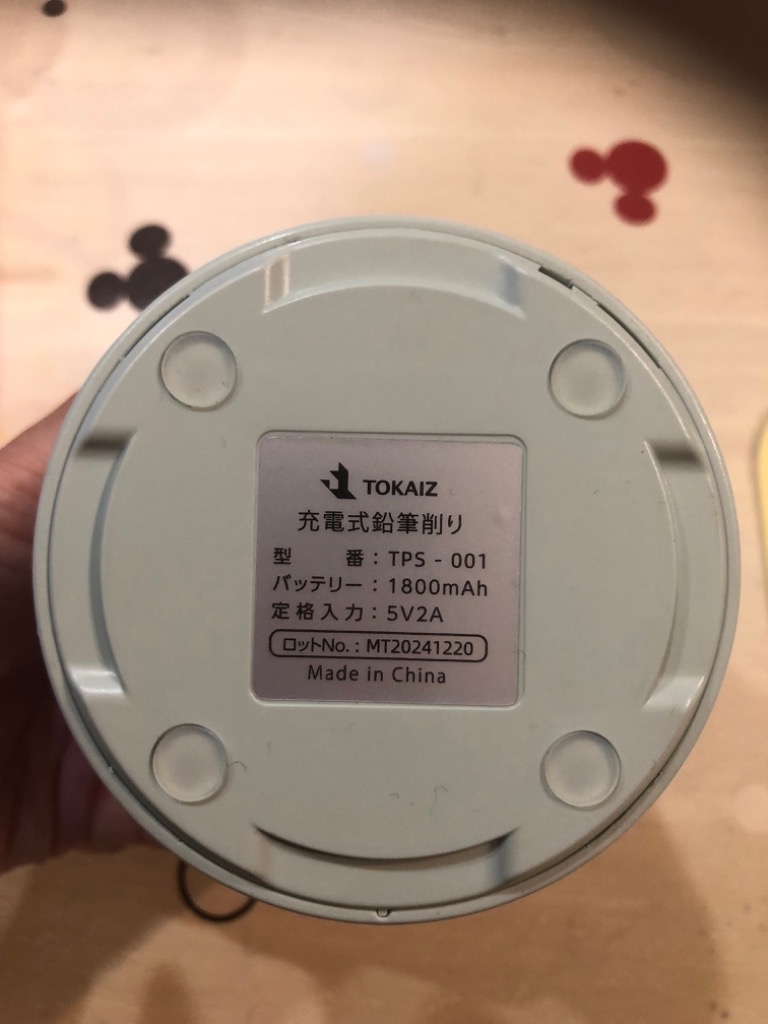 TOKAIZ
充電式鉛筆削り
型 番：TPS - 001
バッテリー：1800mAh
定格入力：5V2A
ロットNo.：MT20241220
Made in China